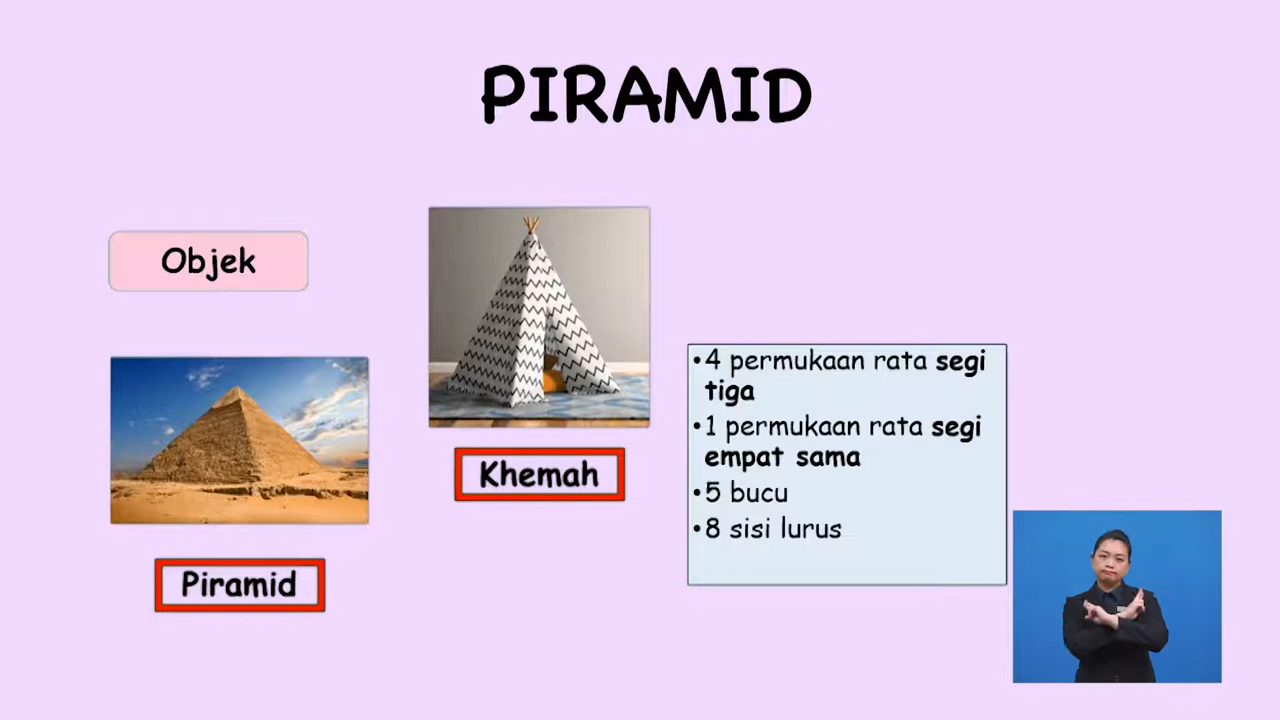 PIRAMID
Objek
Khemah
Piramid
•4 permukaan rata segi
tiga
•1 permukaan rata segi
empat sama
•5 bucu
•8 sisi lurus